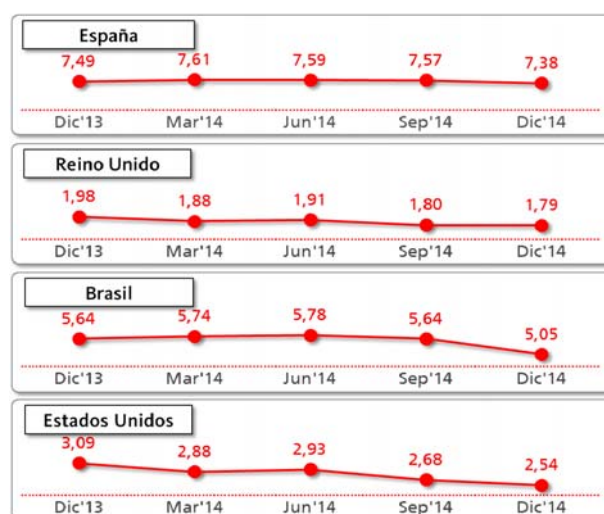 España
7,49 7,61 7,59 7,57 7,38
Dic'13 Mar'14 Jun'14 Sep'14 Dic'14
Reino Unido
1,98 1,88 1,91 1,80 1,79
Dic'13 Mar'14 Jun'14 Sep'14 Dic'14
Brasil
5,64 5,74 5,78 5,64 5,05
Dic'13 Mar'14 Jun'14 Sep'14 Dic'14
Estados Unidos
3,09 2,88 2,93 2,68 2,54
Dic'13 Mar'14 Jun'14 Sep'14 Dic'14